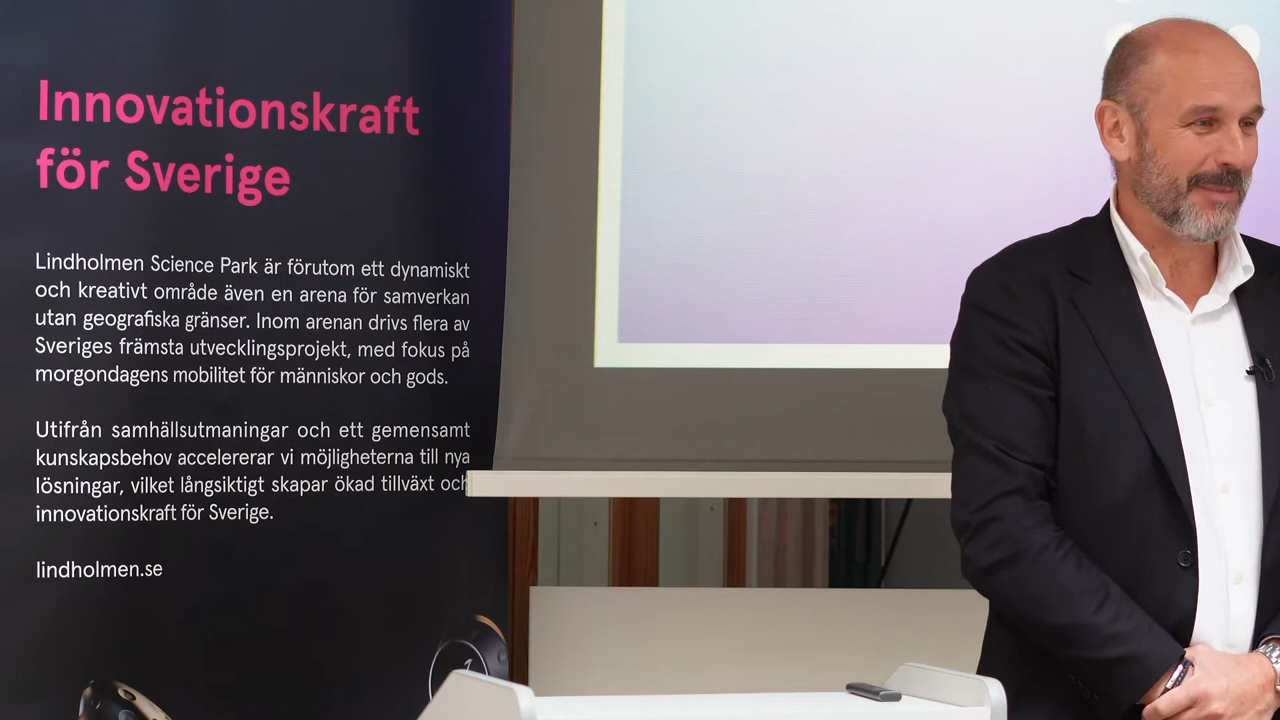 Innovationskraft
för Sverige
Lindholmen Science Park är förutom ett dynamiskt
och kreativt område även en arena för samverkan
utan geografiska gränser. Inom arenan drivs flera av
Sveriges främsta utvecklingsprojekt, med fokus på
morgondagens mobilitet för människor och gods.
Utifrån samhällsutmaningar och ett gemensamt
kunskapsbehov accelererar vi möjligheterna till nya
lösningar, vilket långsiktigt skapar ökad tillväxt och
innovationskraft för Sverige.
lindholmen.se